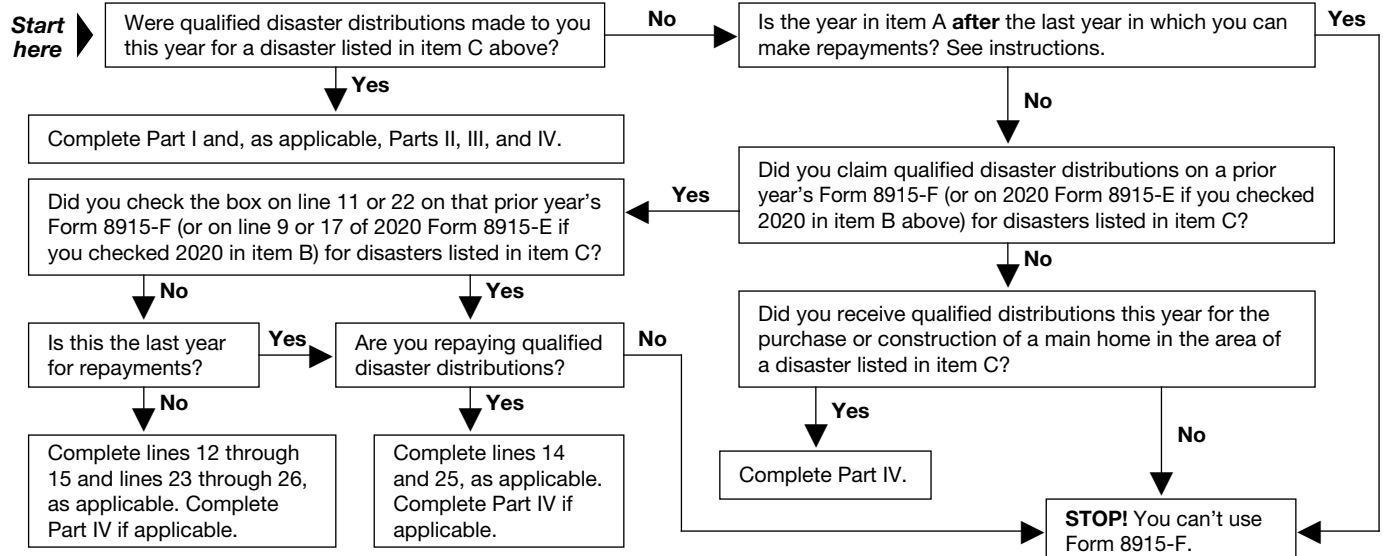 Start
here
Were qualified disaster distributions made to you
this year for a disaster listed in item C above?
No
Is the year in item A after the last year in which you can
make repayments? See instructions.
Yes
Yes
No
Complete Part I and, as applicable, Parts II, III, and IV.
Did you claim qualified disaster distributions on a prior
year's Form 8915-F (or on 2020 Form 8915-E if you checked
2020 in item B above) for disasters listed in item C?
Yes
Did you check the box on line 11 or 22 on that prior year's
Form 8915-F (or on line 9 or 17 of 2020 Form 8915-E if
you checked 2020 in item B) for disasters listed in item C?
No
No
Yes
Did you receive qualified distributions this year for the
purchase or construction of a main home in the area of
a disaster listed in item C?
Is this the last year
for repayments?
Yes
Are you repaying qualified
disaster distributions?
No
No
Yes
Yes
No
Complete lines 12 through
15 and lines 23 through 26,
as applicable. Complete
Part IV if applicable.
Complete lines 14
and 25, as applicable.
Complete Part IV if
applicable.
Complete Part IV.
STOP! You can't use
Form 8915-F.